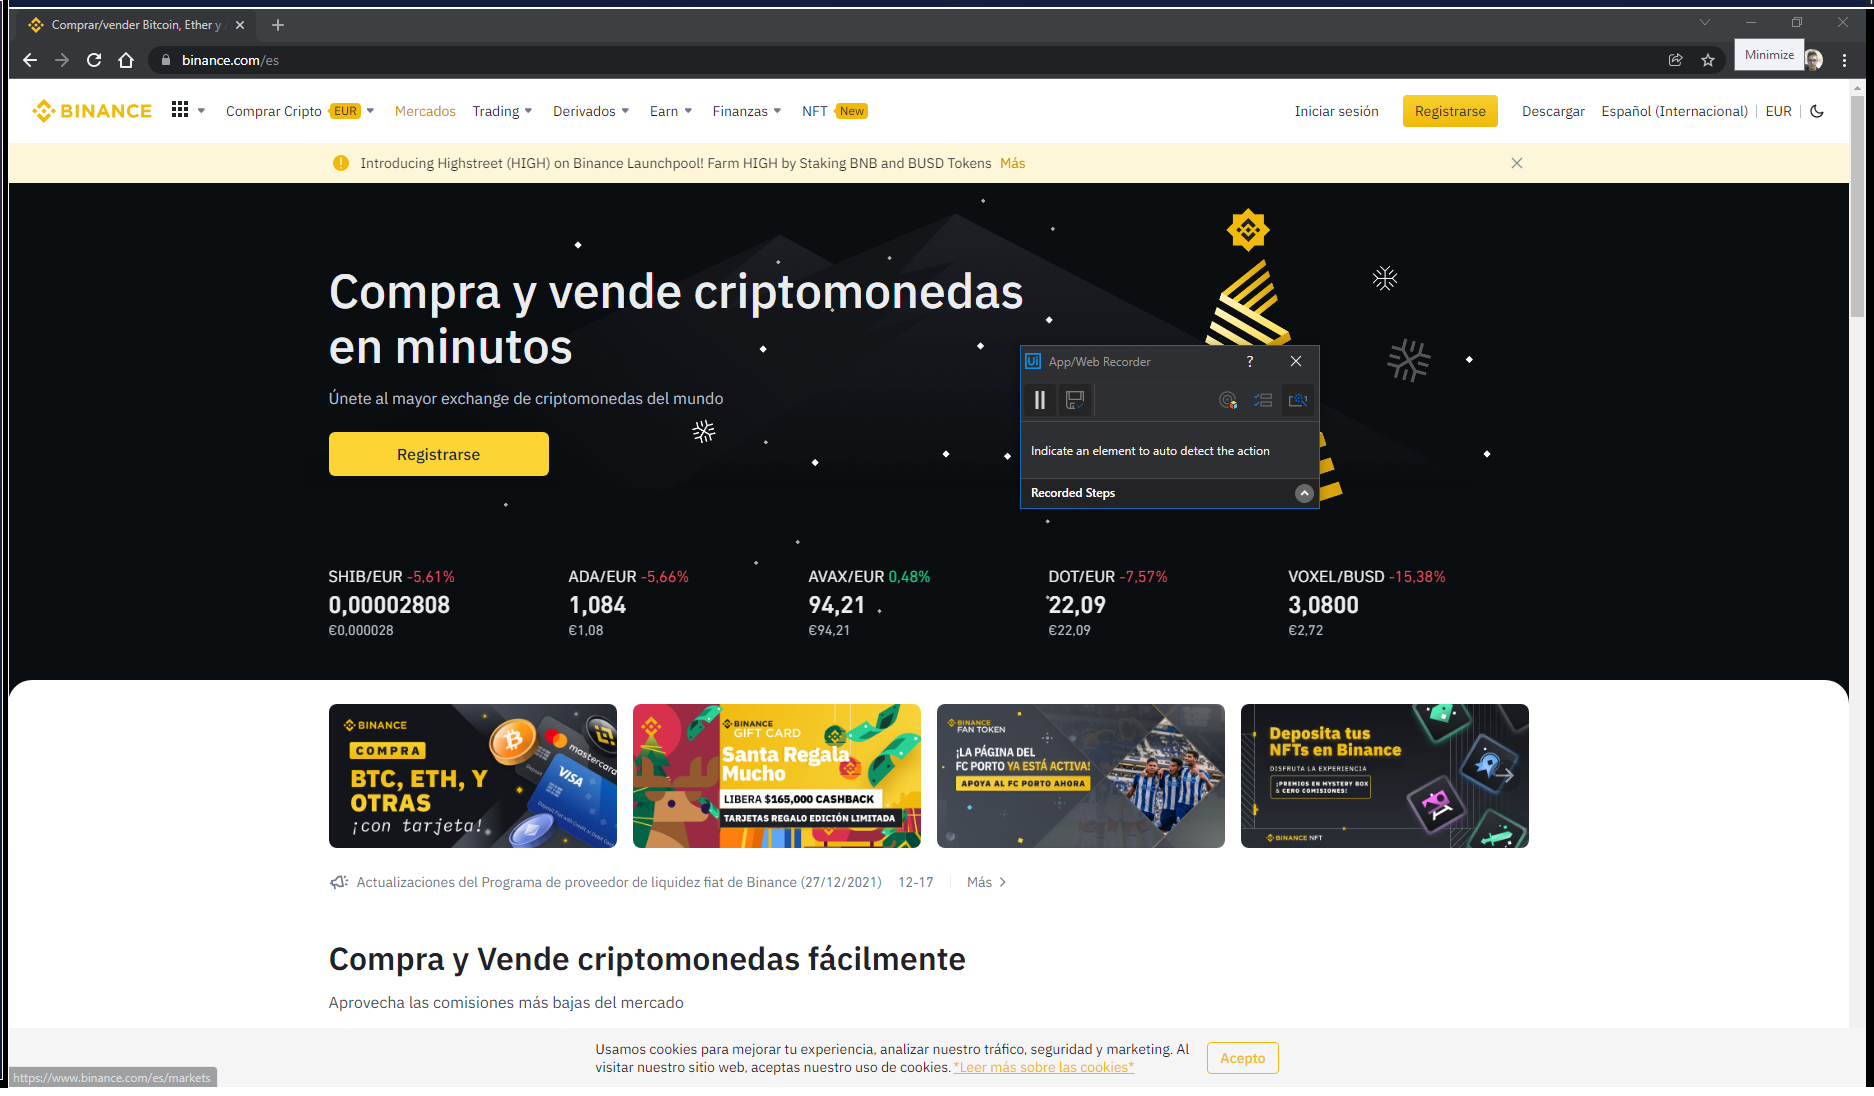 Comprar/vender Bitcoin, Ether y
binance.com/es
Minimize
BINANCE
Comprar Cripto EUR
Mercados
Trading
Derivados
Earn
Finanzas
NFT New
Iniciar sesión
Registrarse
Descargar
Español (Internacional)
EUR
Introducing Highstreet (HIGH) on Binance Launchpool! Farm HIGH by Staking BNB and BUSD Tokens Más
Compra y vende criptomonedas
en minutos
Únete al mayor exchange de criptomonedas del mundo
Registrarse
Ui App/Web Recorder ?
Indicate an element to auto detect the action
Recorded Steps
SHIB/EUR -5,61%
0,00002808
€0,000028
ADA/EUR -5,66%
1,084
€1,08
AVAX/EUR 0,48%
94,21
€94,21
DOT/EUR -7,57%
22,09
€22,09
VOXEL/BUSD -15,38%
3,0800
€2,72
BINANCE
COMPRA
BTC, ETH, Y
OTRAS
¡con tarjeta!
mastercard
VISA
BINANCE
GIFT CARD
Santa Regala
Mucho
LIBERA $165,000 CASHBACK
TARJETAS REGALO EDICIÓN LIMITADA
BINANCE
FAN TOKEN
¡LA PÁGINA DEL
FC PORTO YA ESTÁ ACTIVA!
APOYA AL FC PORTO AHORA
Deposita tus
NFTs en Binance
DISFRUTA LA EXPERIENCIA
¡PREMIOS EN MYSTERY BOX
& CERO COMISIONES!
BINANCE NFT
Actualizaciones del Programa de proveedor de liquidez fiat de Binance (27/12/2021) 12-17 Más
Compra y Vende criptomonedas fácilmente
Aprovecha las comisiones más bajas del mercado
Usamos cookies para mejorar tu experiencia, analizar nuestro tráfico, seguridad y marketing. Al
visitar nuestro sitio web, aceptas nuestro uso de cookies. *Leer más sobre las cookies*
Acepto
https://www.binance.com/es/markets